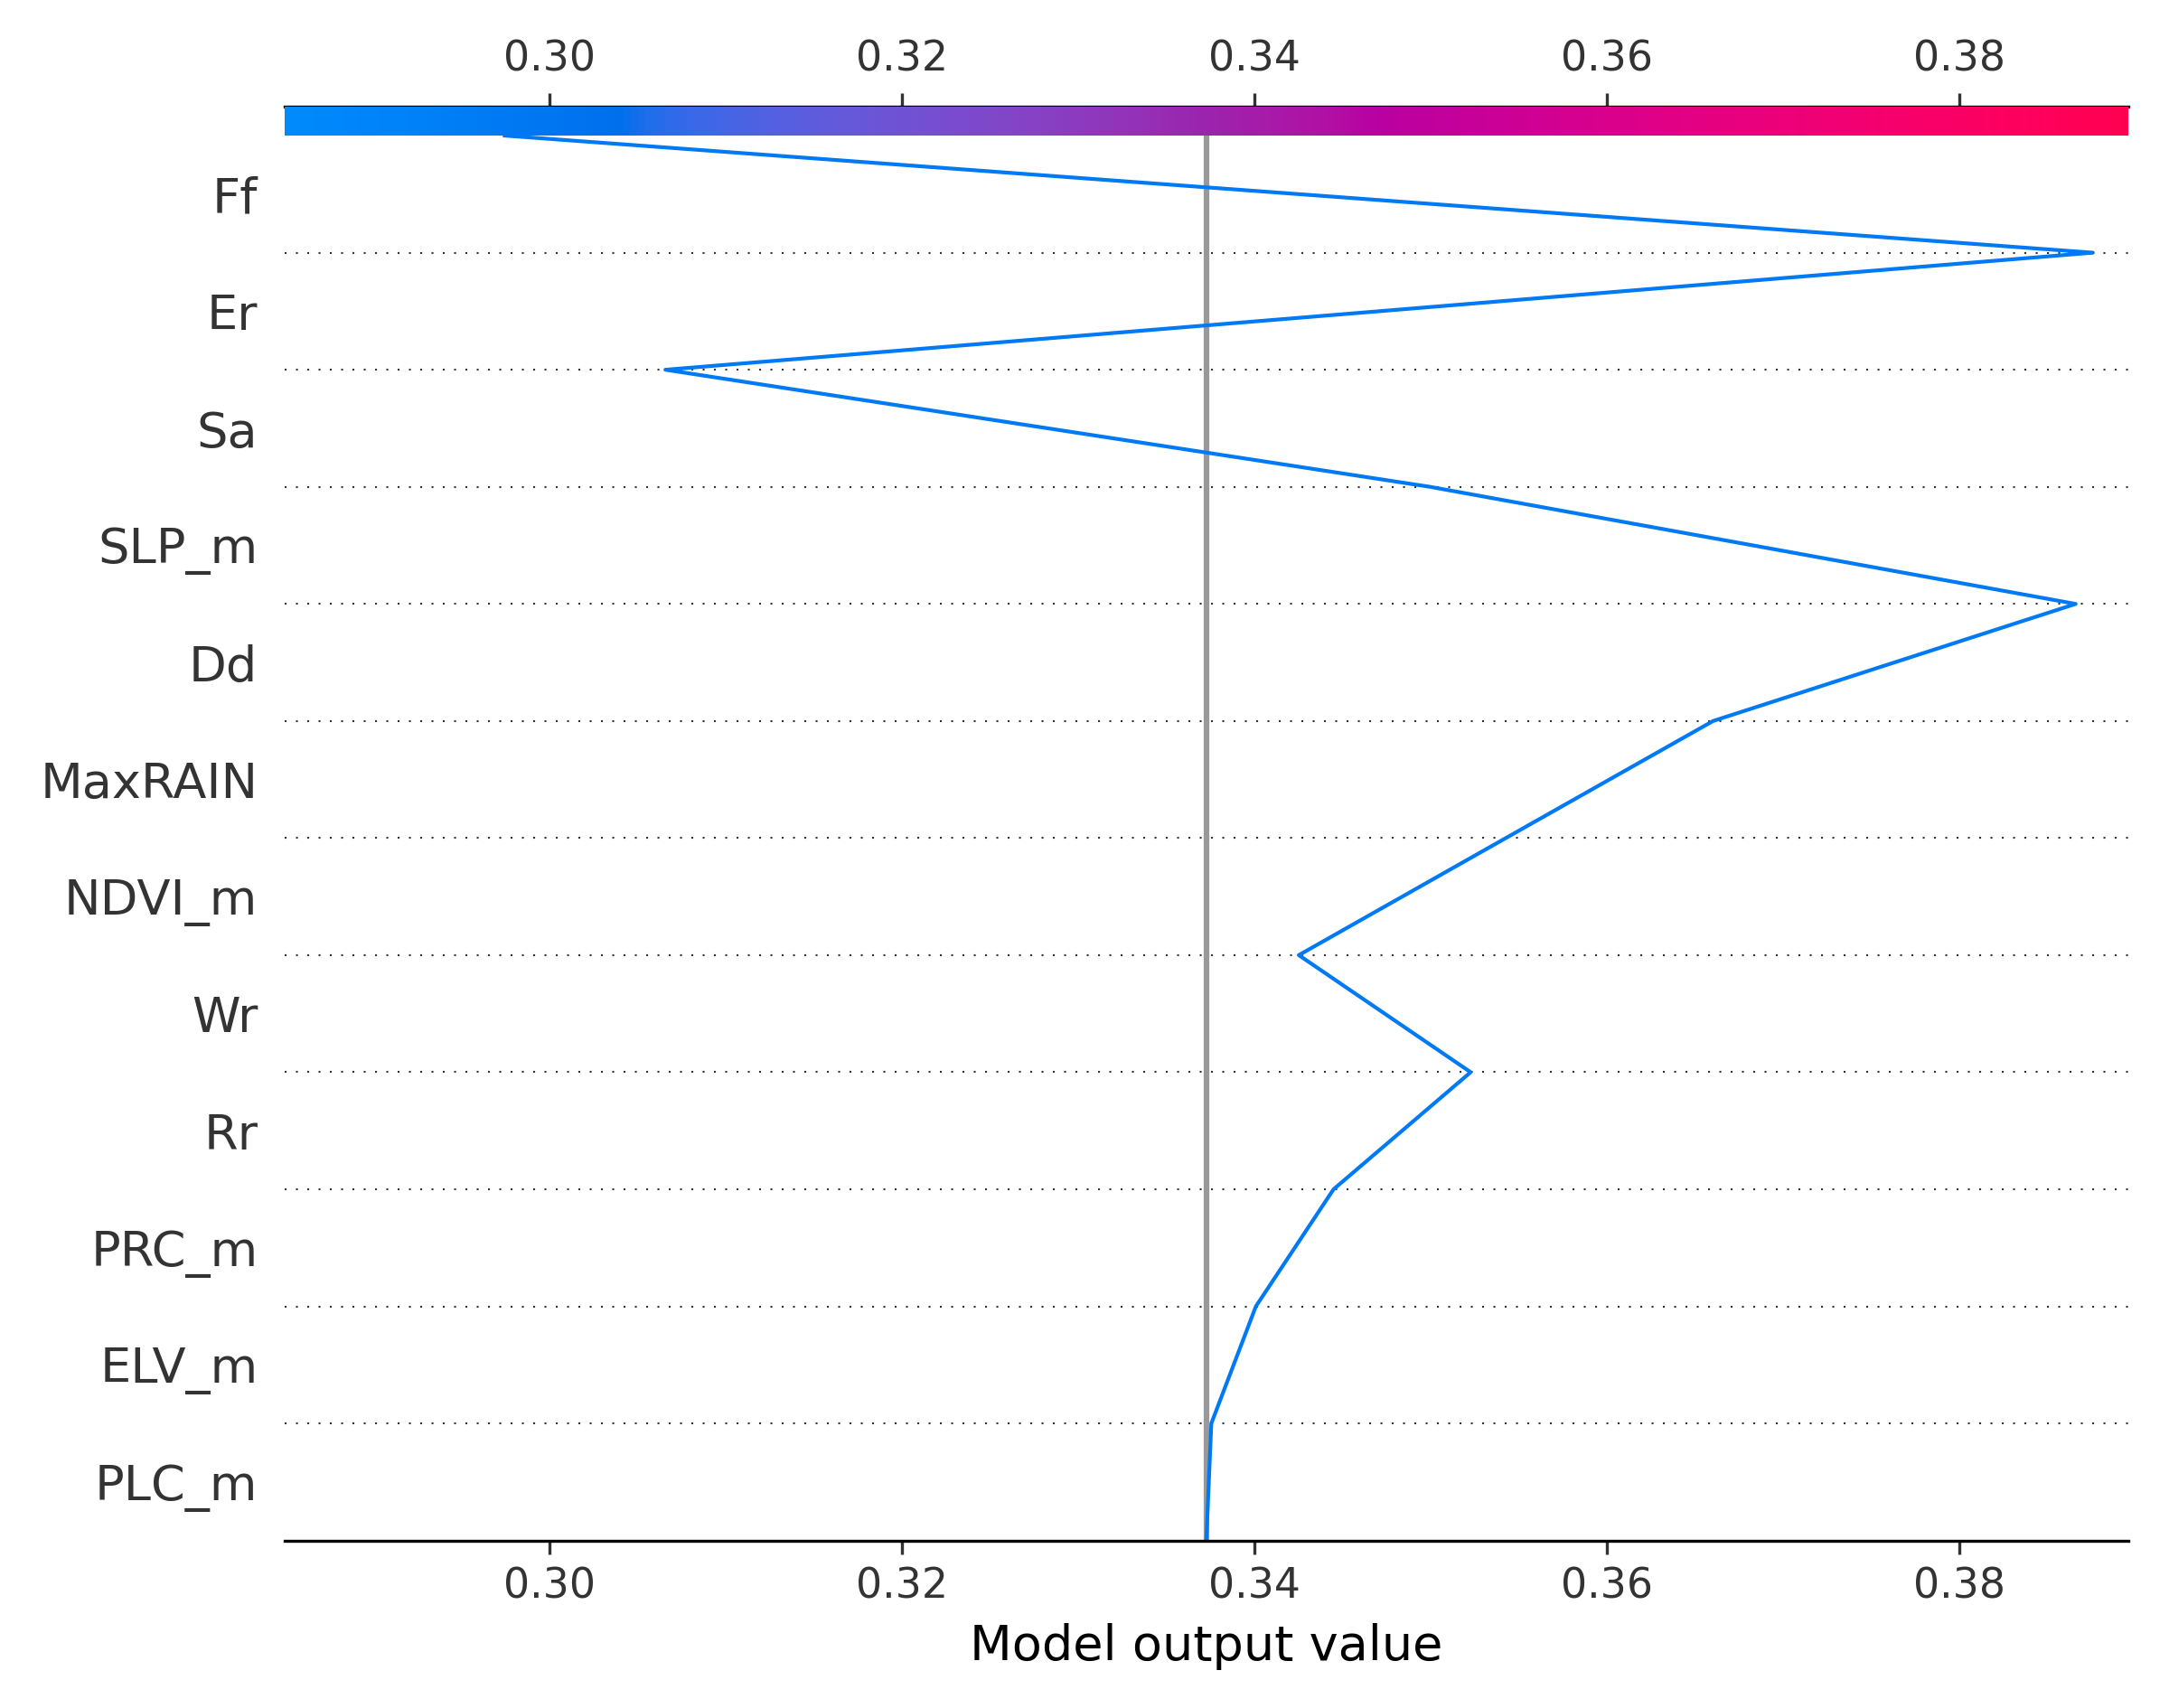 0.30 0.32 0.34 0.36 0.38
Ff
Er
Sa
SLP_m
Dd
MaxRAIN
NDVI_m
Wr
Rr
PRC_m
ELV_m
PLC_m
0.30 0.32 0.34 0.36 0.38
Model output value